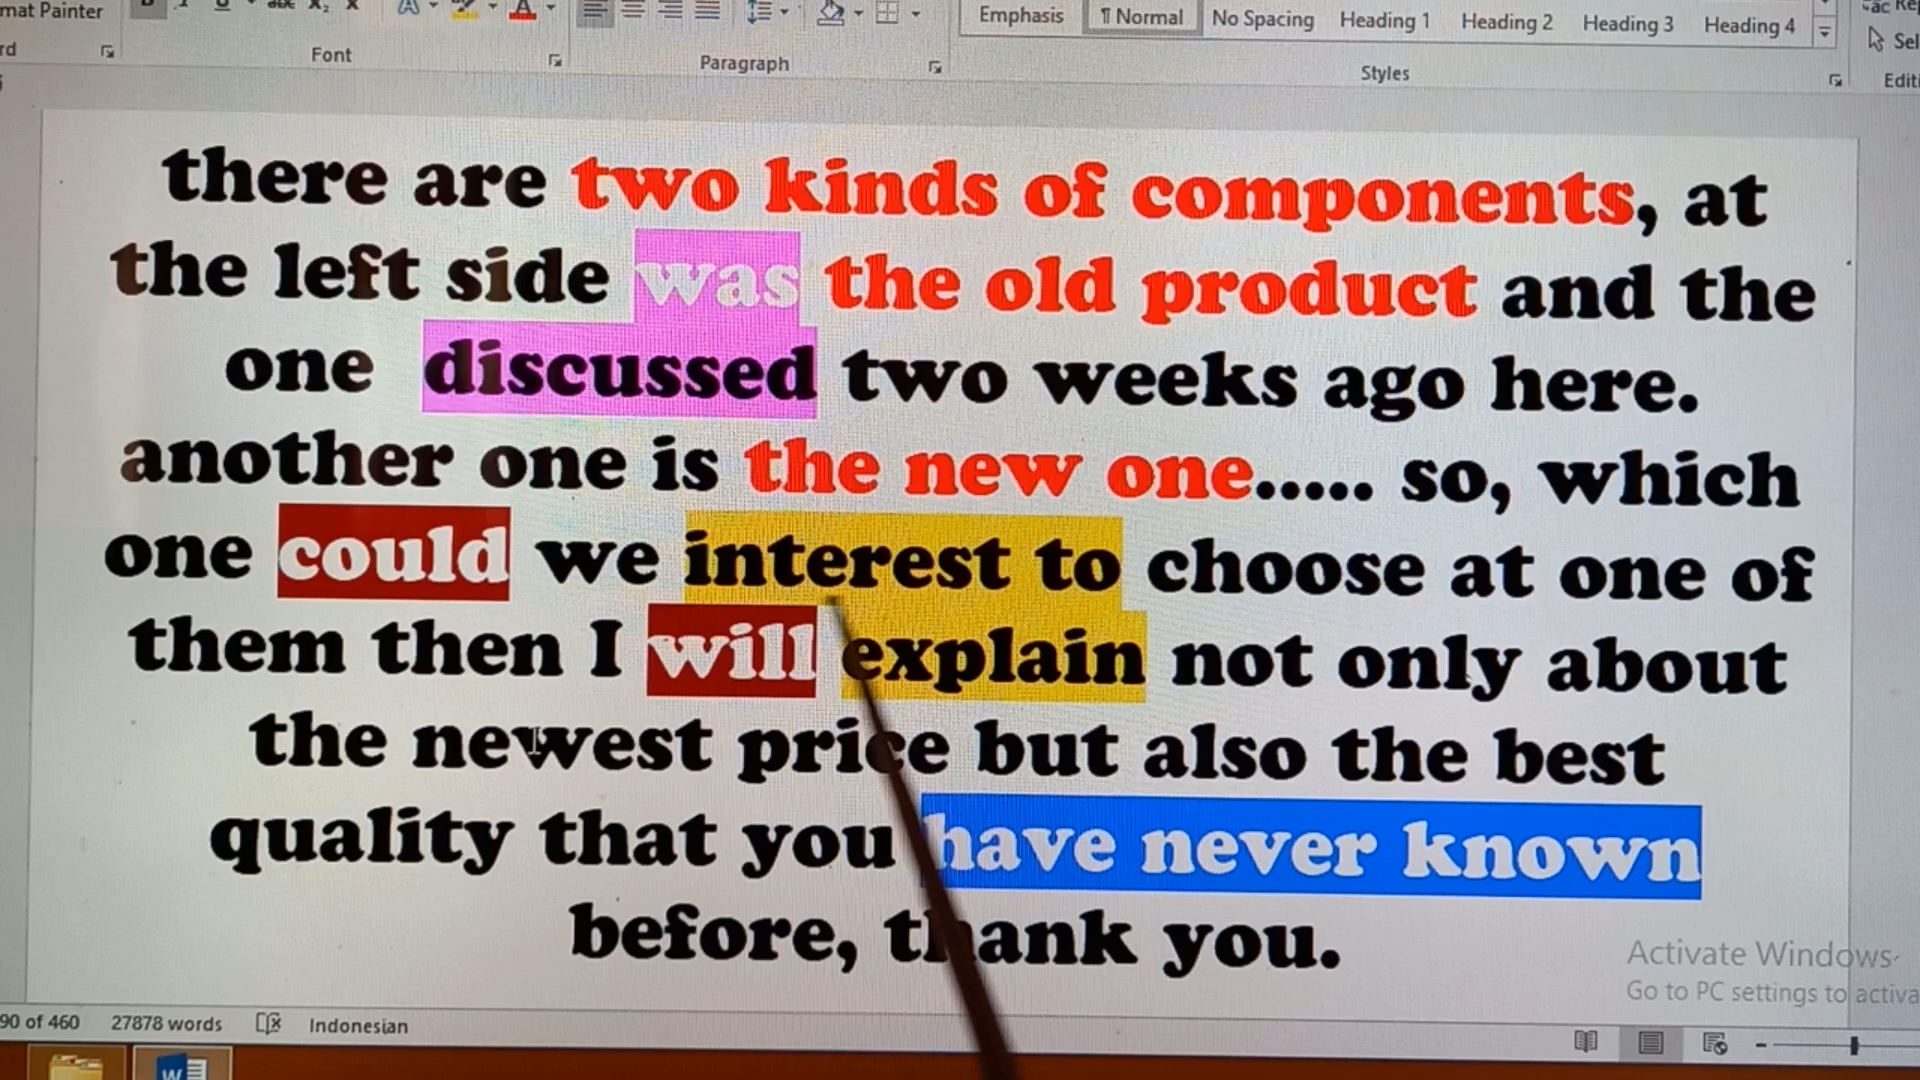 mat Painter
Font
Paragraph
Emphasis ¶ Normal No Spacing Heading 1 Heading 2 Heading 3 Heading 4
Styles
Sel
Editi
there are two kinds of components, at
the left side was the old product and the
one discussed two weeks ago here.
another one is the new one..... so, which
one could we interest to choose at one of
them then I will explain not only about
the newest price but also the best
quality that you have never known
before, thank you.
Activate Windows
Go to PC settings to activa
90 of 460 27878 words Indonesian